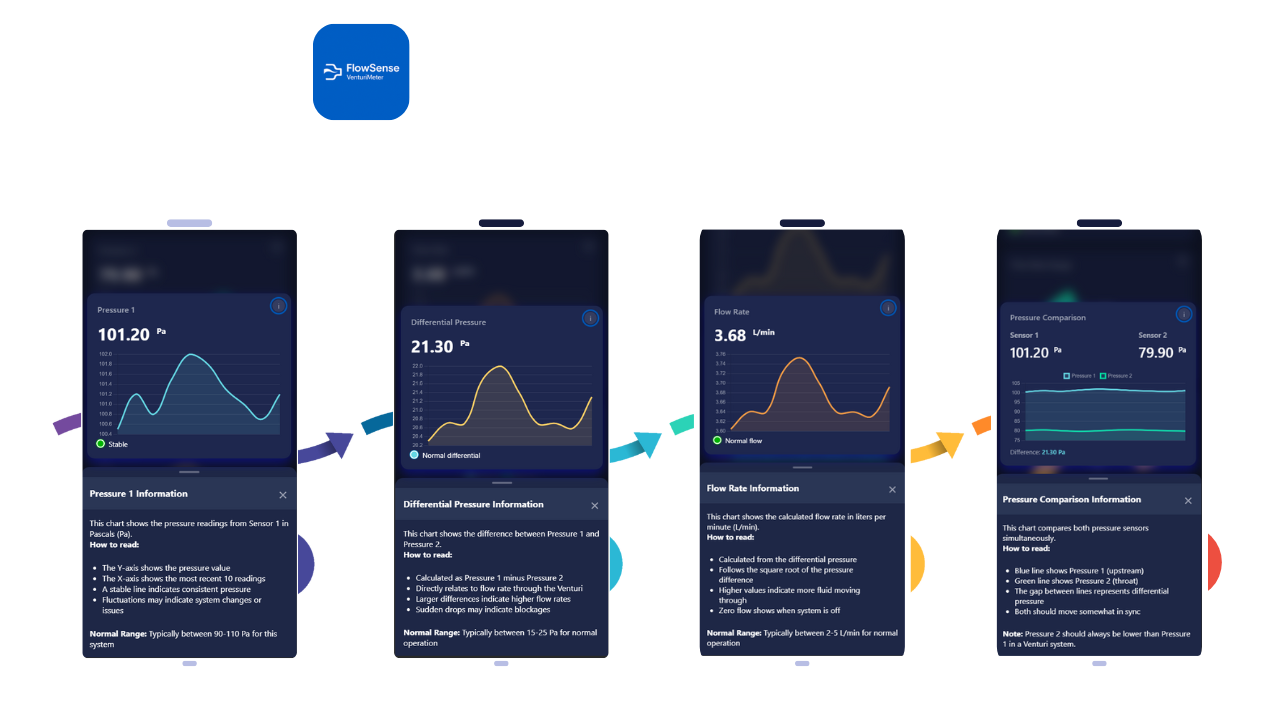 FlowSense
VenturiMeter
Pressure 1
101.20 Pa
102.0
101.8
101.6
101.4
101.2
100.8
100.6
100.4
Stable
Pressure 1 Information
This chart shows the pressure readings from Sensor 1 in
Pascals (Pa).
How to read:
• The Y-axis shows the pressure value
• The X-axis shows the most recent 10 readings
• A stable line indicates consistent pressure
• Fluctuations may indicate system changes or
issues
Normal Range: Typically between 90-110 Pa for this
system
Differential Pressure
21.30 Pa
22.0
21.8
21.6
21.4
21.2
21.0
20.8
20.6
20.4
20.2
Normal differential
Differential Pressure Information
This chart shows the difference between Pressure 1 and
Pressure 2.
How to read:
• Calculated as Pressure 1 minus Pressure 2
• Directly relates to flow rate through the Venturi
• Larger differences indicate higher flow rates
• Sudden drops may indicate blockages
Normal Range: Typically between 15-25 Pa for normal
operation
Flow Rate
3.68 L/min
3.76
3.74
3.72
3.70
3.68
3.66
3.64
3.62
3.60
Normal flow
Flow Rate Information
This chart shows the calculated flow rate in liters per
minute (L/min).
How to read:
• Calculated from the differential pressure
• Follows the square root of the pressure
difference
• Higher values indicate more fluid moving
through
• Zero flow shows when system is off
Normal Range: Typically between 2-5 L/min for normal
operation
Pressure Comparison
Sensor 1 Sensor 2
101.20 Pa 79.90 Pa
Pressure 1 Pressure 2
105
100
95
90
85
80
75
Difference: 21.30 Pa
Pressure Comparison Information
This chart compares both pressure sensors
simultaneously.
How to read:
• Blue line shows Pressure 1 (upstream)
• Green line shows Pressure 2 (throat)
• The gap between lines represents differential
pressure
• Both should move somewhat in sync
Note: Pressure 2 should always be lower than Pressure
1 in a Venturi system.